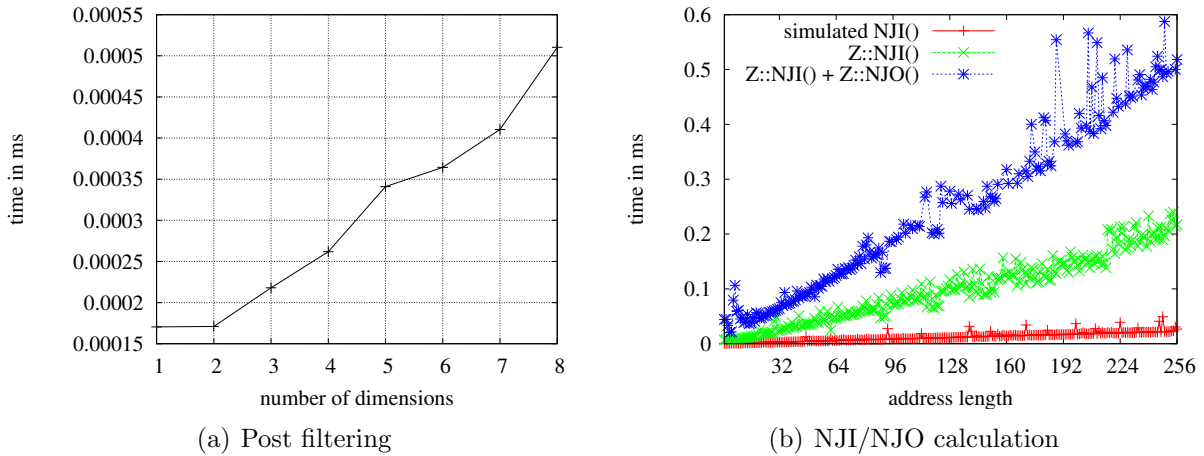 0.00055
0.0005
0.00045
0.0004
0.00035
0.0003
0.00025
0.0002
0.00015
time in ms
1 2 3 4 5 6 7 8
number of dimensions
(a) Post filtering
0.6
0.5
0.4
0.3
0.2
0.1
0
time in ms
simulated NJI()
Z::NJI()
Z::NJI() + Z::NJO()
32 64 96 128 160 192 224 256
address length
(b) NJI/NJO calculation